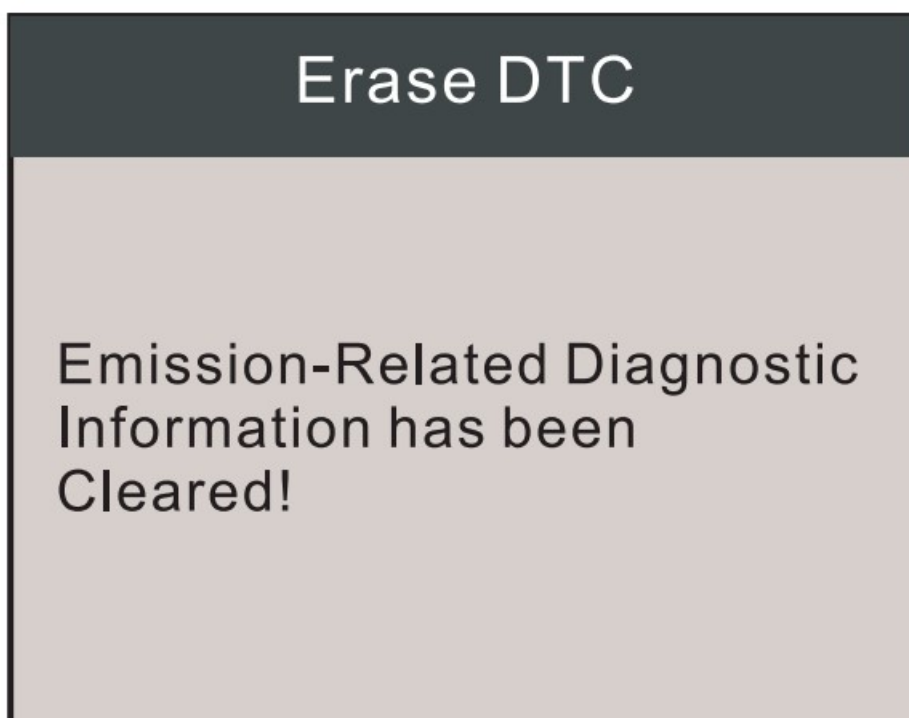 Erase DTC
Emission-Related Diagnostic
Information has been
Cleared!